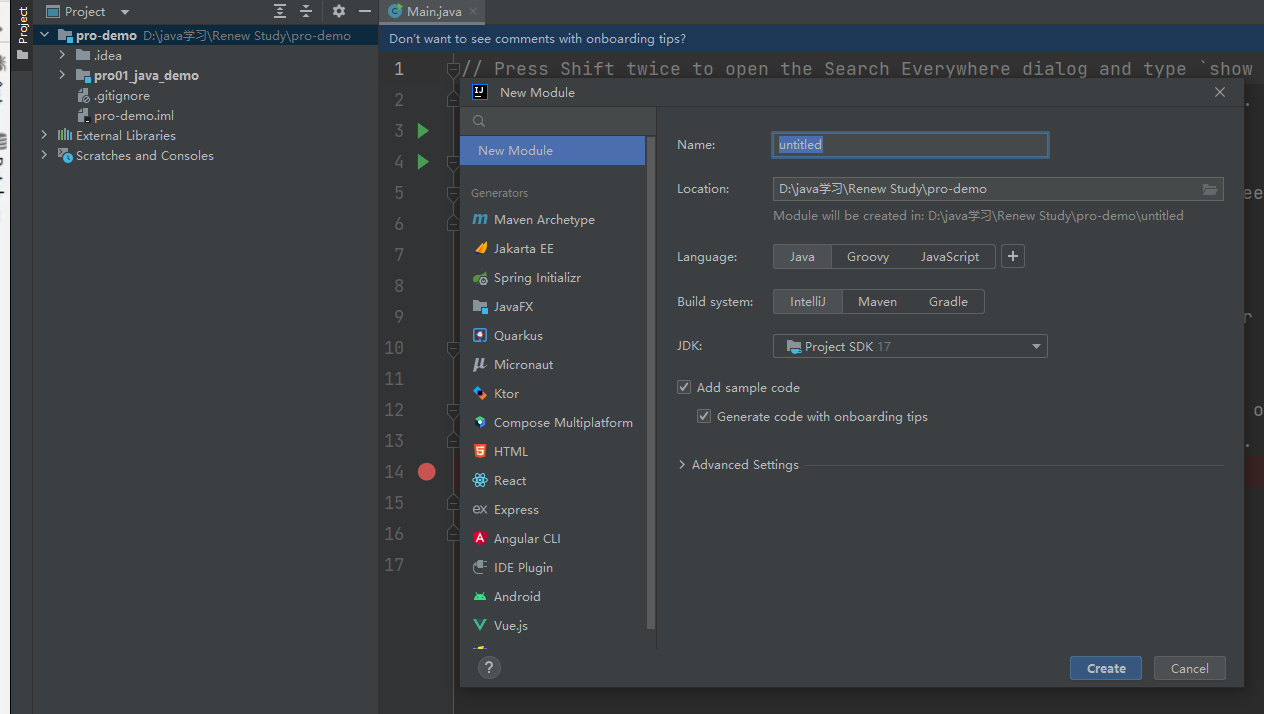 Project
Project
Main.java
pro-demo D:\java学习\Renew Study\pro-demo
.idea
pro01_java_demo
.gitignore
pro-demo.iml
External Libraries
Scratches and Consoles
Don't want to see comments with onboarding tips?
1 // Press Shift twice to open the Search Everywhere dialog and type `show
2 .
3
4
5 ee
6
7
8
9 r
10
11
12 o
13 .
14
15
16
17
New Module
New Module
Generators
Maven Archetype
Jakarta EE
Spring Initializr
JavaFX
Quarkus
Micronaut
Ktor
Compose Multiplatform
HTML
React
Express
Angular CLI
IDE Plugin
Android
Vue.js
Name: untitled
Location: D:\java学习\Renew Study\pro-demo
Module will be created in: D:\java学习\Renew Study\pro-demo\untitled
Language: Java Groovy JavaScript +
Build system: IntelliJ Maven Gradle
JDK: Project SDK 17
Add sample code
Generate code with onboarding tips
Advanced Settings
?
Create Cancel